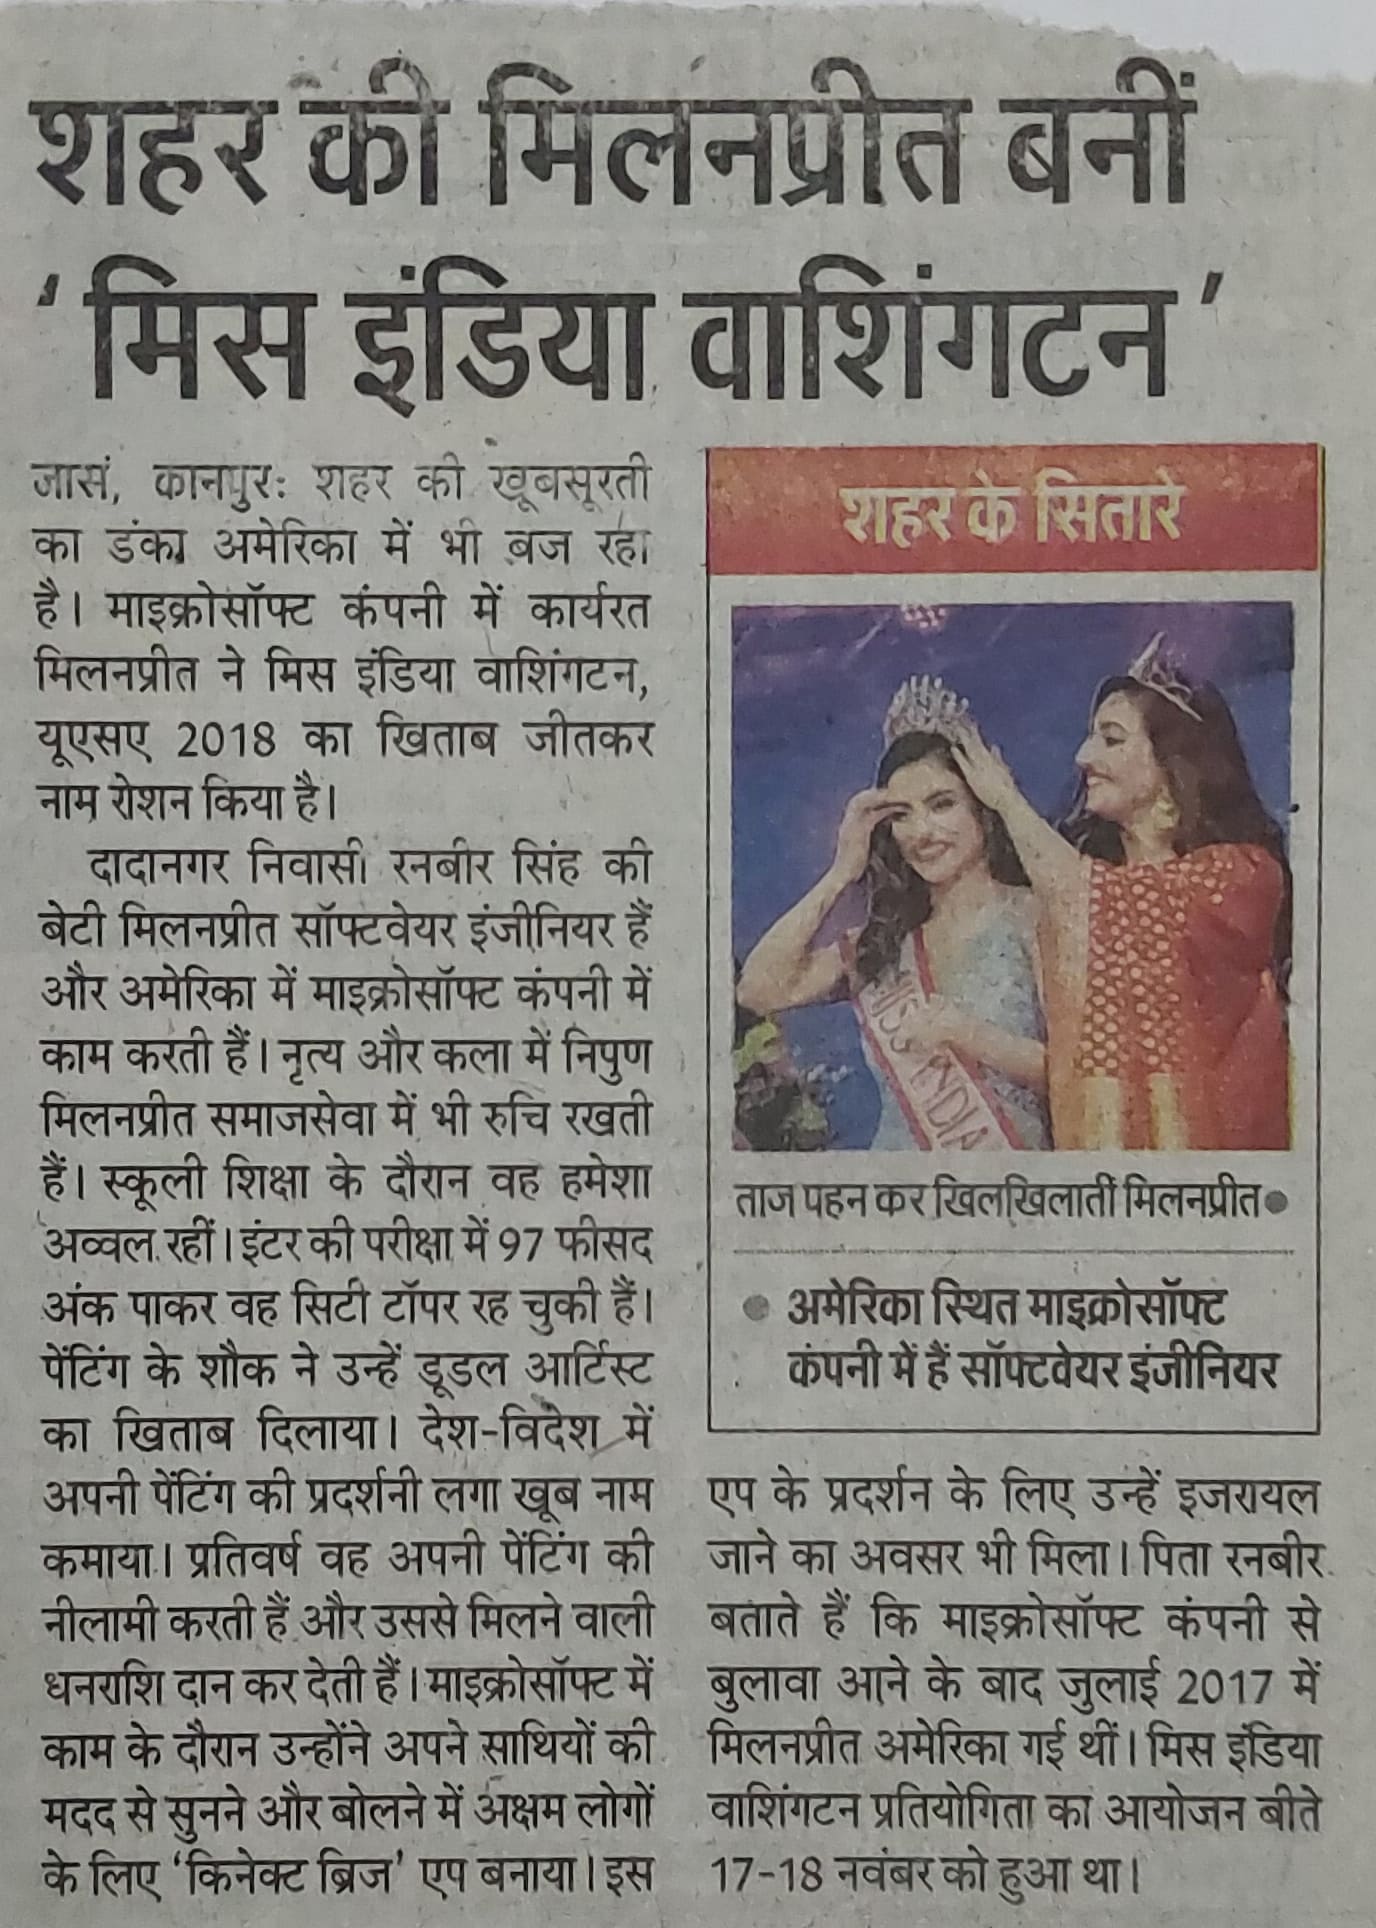 शहर की मिलनप्रीत बनीं
‘मिस इंडिया वाशिंगटन’
जासं, कानपुरः शहर की खूबसूरती
का डंका अमेरिका में भी बज रहा
है। माइक्रोसॉफ्ट कंपनी में कार्यरत
मिलनप्रीत ने मिस इंडिया वाशिंगटन,
यूएसए 2018 का खिताब जीतकर
नाम रोशन किया है।
दादानगर निवासी रनबीर सिंह की
बेटी मिलनप्रीत सॉफ्टवेयर इंजीनियर हैं
और अमेरिका में माइक्रोसॉफ्ट कंपनी में
काम करती हैं। नृत्य और कला में निपुण
मिलनप्रीत समाजसेवा में भी रुचि रखती
हैं। स्कूली शिक्षा के दौरान वह हमेशा
अव्वल रहीं। इंटर की परीक्षा में 97 फीसद
अंक पाकर वह सिटी टॉपर रह चुकी हैं।
पेंटिंग के शौक ने उन्हें डूडल आर्टिस्ट
का खिताब दिलाया। देश-विदेश में
अपनी पेंटिंग की प्रदर्शनी लगा खूब नाम
कमाया। प्रतिवर्ष वह अपनी पेंटिंग की
नीलामी करती हैं और उससे मिलने वाली
धनराशि दान कर देती हैं। माइक्रोसॉफ्ट में
काम के दौरान उन्होंने अपने साथियों की
मदद से सुनने और बोलने में अक्षम लोगों
के लिए ‘किनेक्ट ब्रिज’ एप बनाया। इस
शहर के सितारे
MISS INDIA
ताज पहन कर खिलखिलातीं मिलनप्रीत●
● अमेरिका स्थित माइक्रोसॉफ्ट
कंपनी में हैं सॉफ्टवेयर इंजीनियर
एप के प्रदर्शन के लिए उन्हें इजरायल
जाने का अवसर भी मिला। पिता रनबीर
बताते हैं कि माइक्रोसॉफ्ट कंपनी से
बुलावा आने के बाद जुलाई 2017 में
मिलनप्रीत अमेरिका गई थीं। मिस इंडिया
वाशिंगटन प्रतियोगिता का आयोजन बीते
17-18 नवंबर को हुआ था।